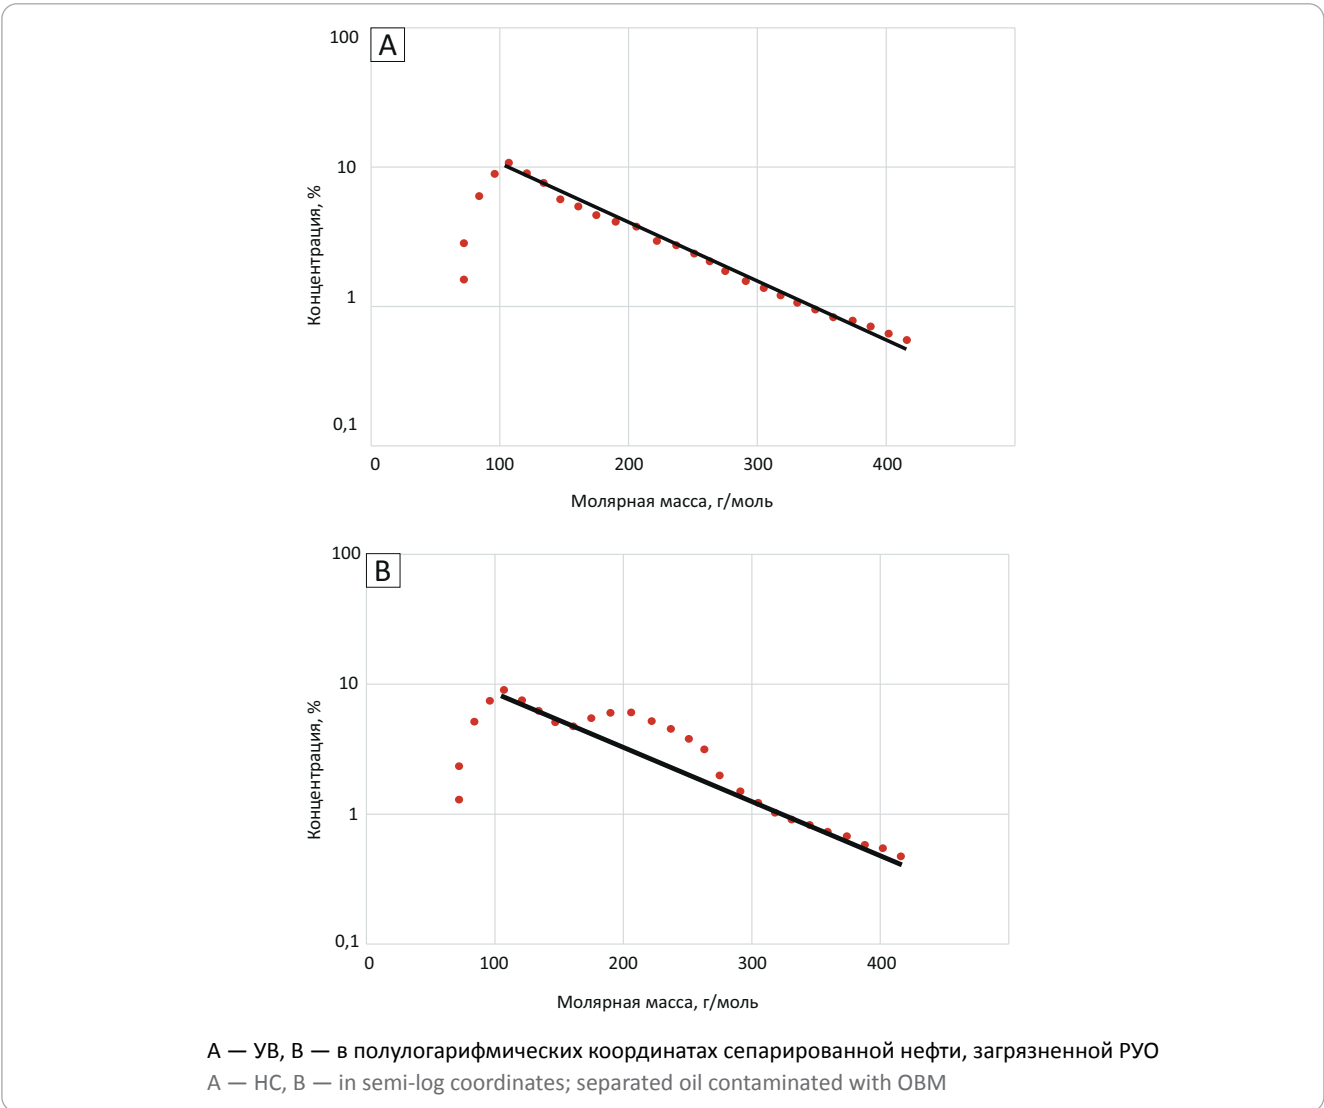 A
100
10
1
0,1
Концентрация, %
0
100
200
300
400
Молярная масса, г/моль
B
100
10
1
0,1
Концентрация, %
0
100
200
300
400
Молярная масса, г/моль
A — УВ, B — в полулогарифмических координатах сепарированной нефти, загрязненной РУО
A — HC, B — in semi-log coordinates; separated oil contaminated with OBM